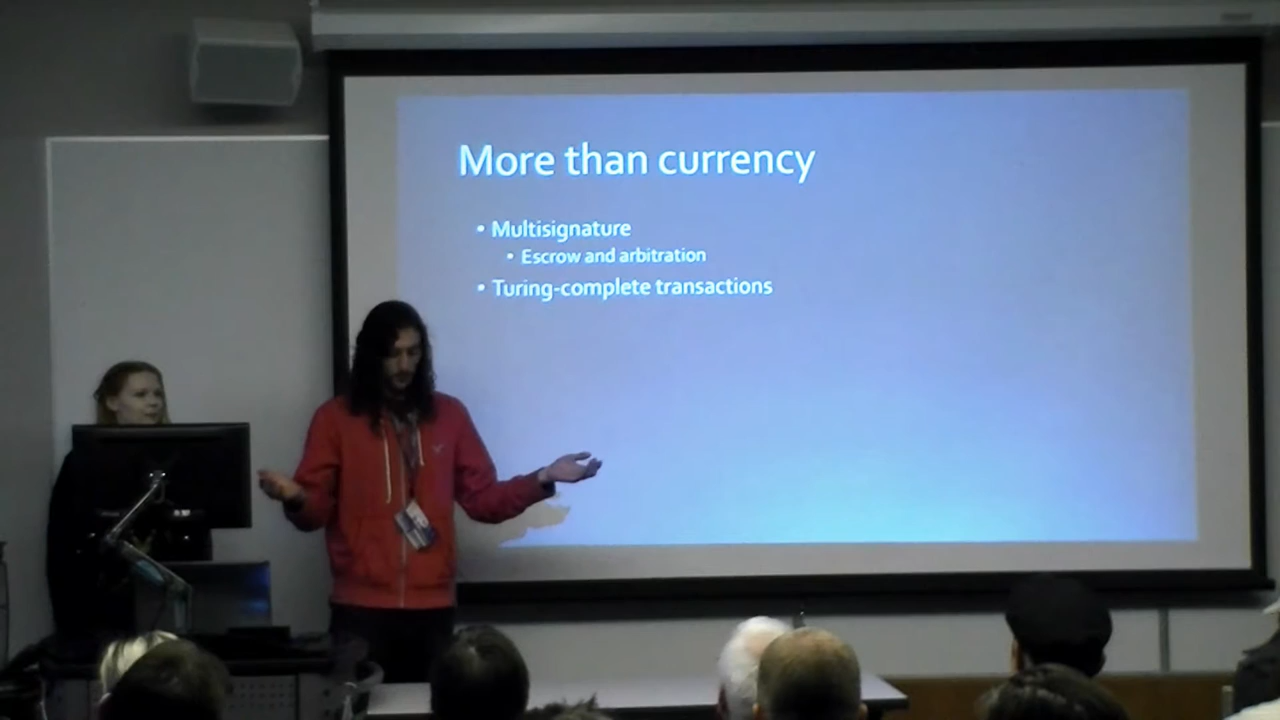 More than currency
• Multisignature
• Escrow and arbitration
• Turing-complete transactions